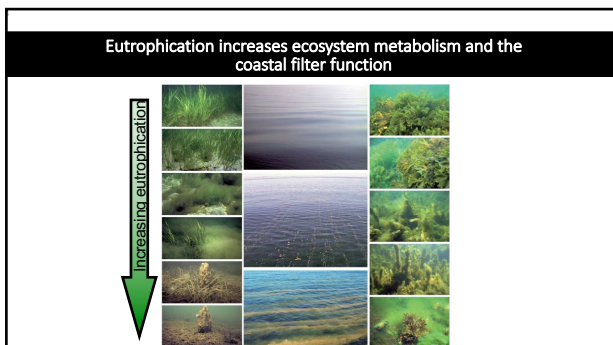 Eutrophication increases ecosystem metabolism and the
coastal filter function
Increasing eutrophication